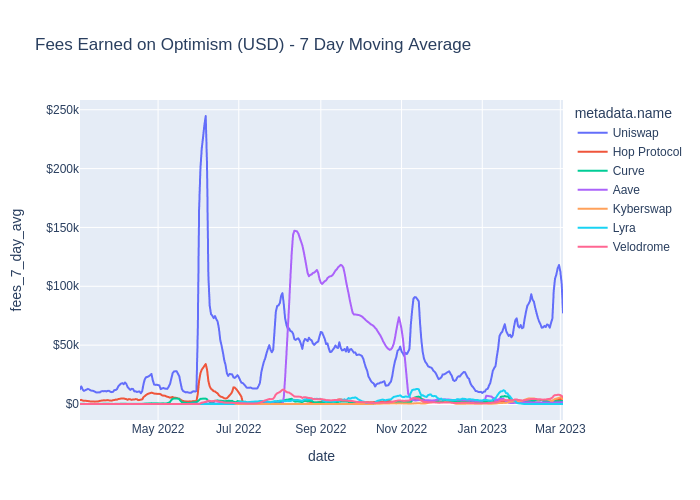 Fees Earned on Optimism (USD) - 7 Day Moving Average
metadata.name
Uniswap
Hop Protocol
Curve
Aave
Kyberswap
Lyra
Velodrome
fees_7_day_avg
$250k
$200k
$150k
$100k
$50k
$0
May 2022
Jul 2022
Sep 2022
Nov 2022
Jan 2023
Mar 2023
date